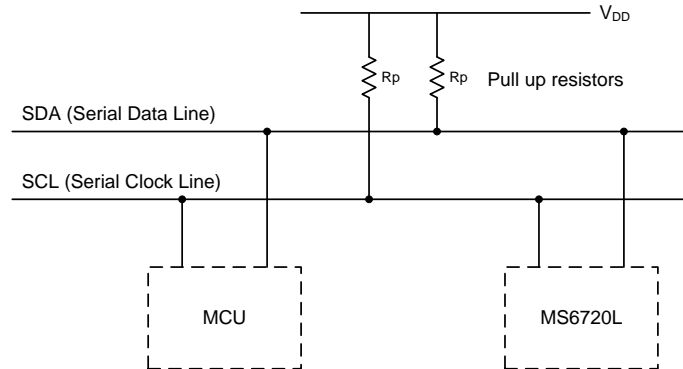 VDD
Rp
Rp
Pull up resistors
SDA (Serial Data Line)
SCL (Serial Clock Line)
MCU
MS6720L